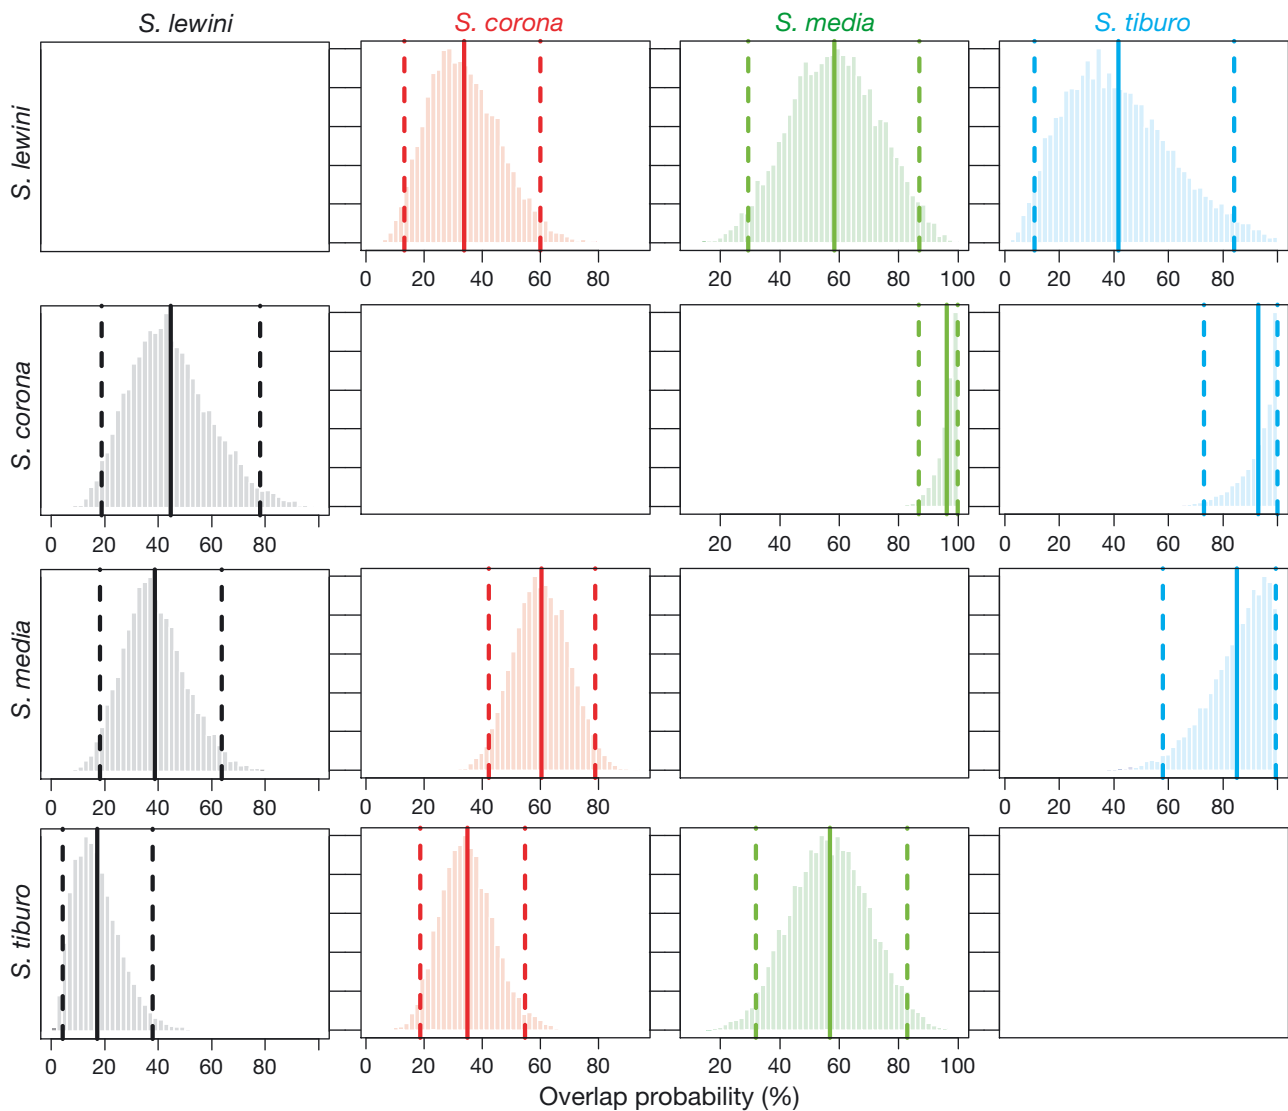 S. lewini S. corona S. media S. tiburo
S. lewini
0 20 40 60 80 20 40 60 80 100 0 20 40 60 80
S. corona
0 20 40 60 80 20 40 60 80 100 0 20 40 60 80
S. media
0 20 40 60 80 0 20 40 60 80 0 20 40 60 80
S. tiburo
0 20 40 60 80 0 20 40 60 80 20 40 60 80 100
Overlap probability (%)